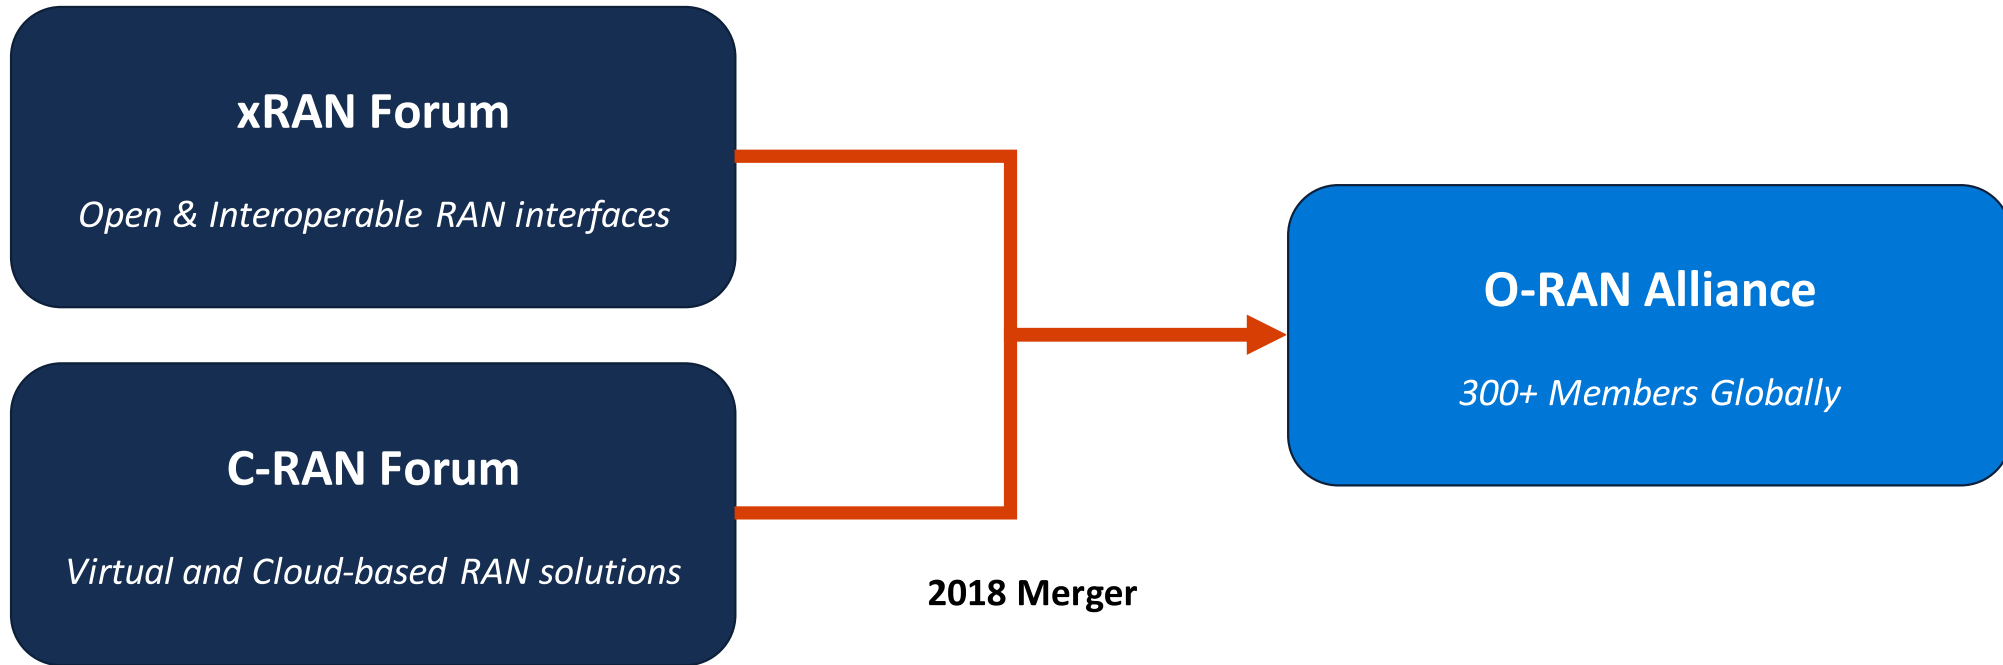 xRAN Forum
Open & Interoperable RAN interfaces
C-RAN Forum
Virtual and Cloud-based RAN solutions
2018 Merger
O-RAN Alliance
300+ Members Globally